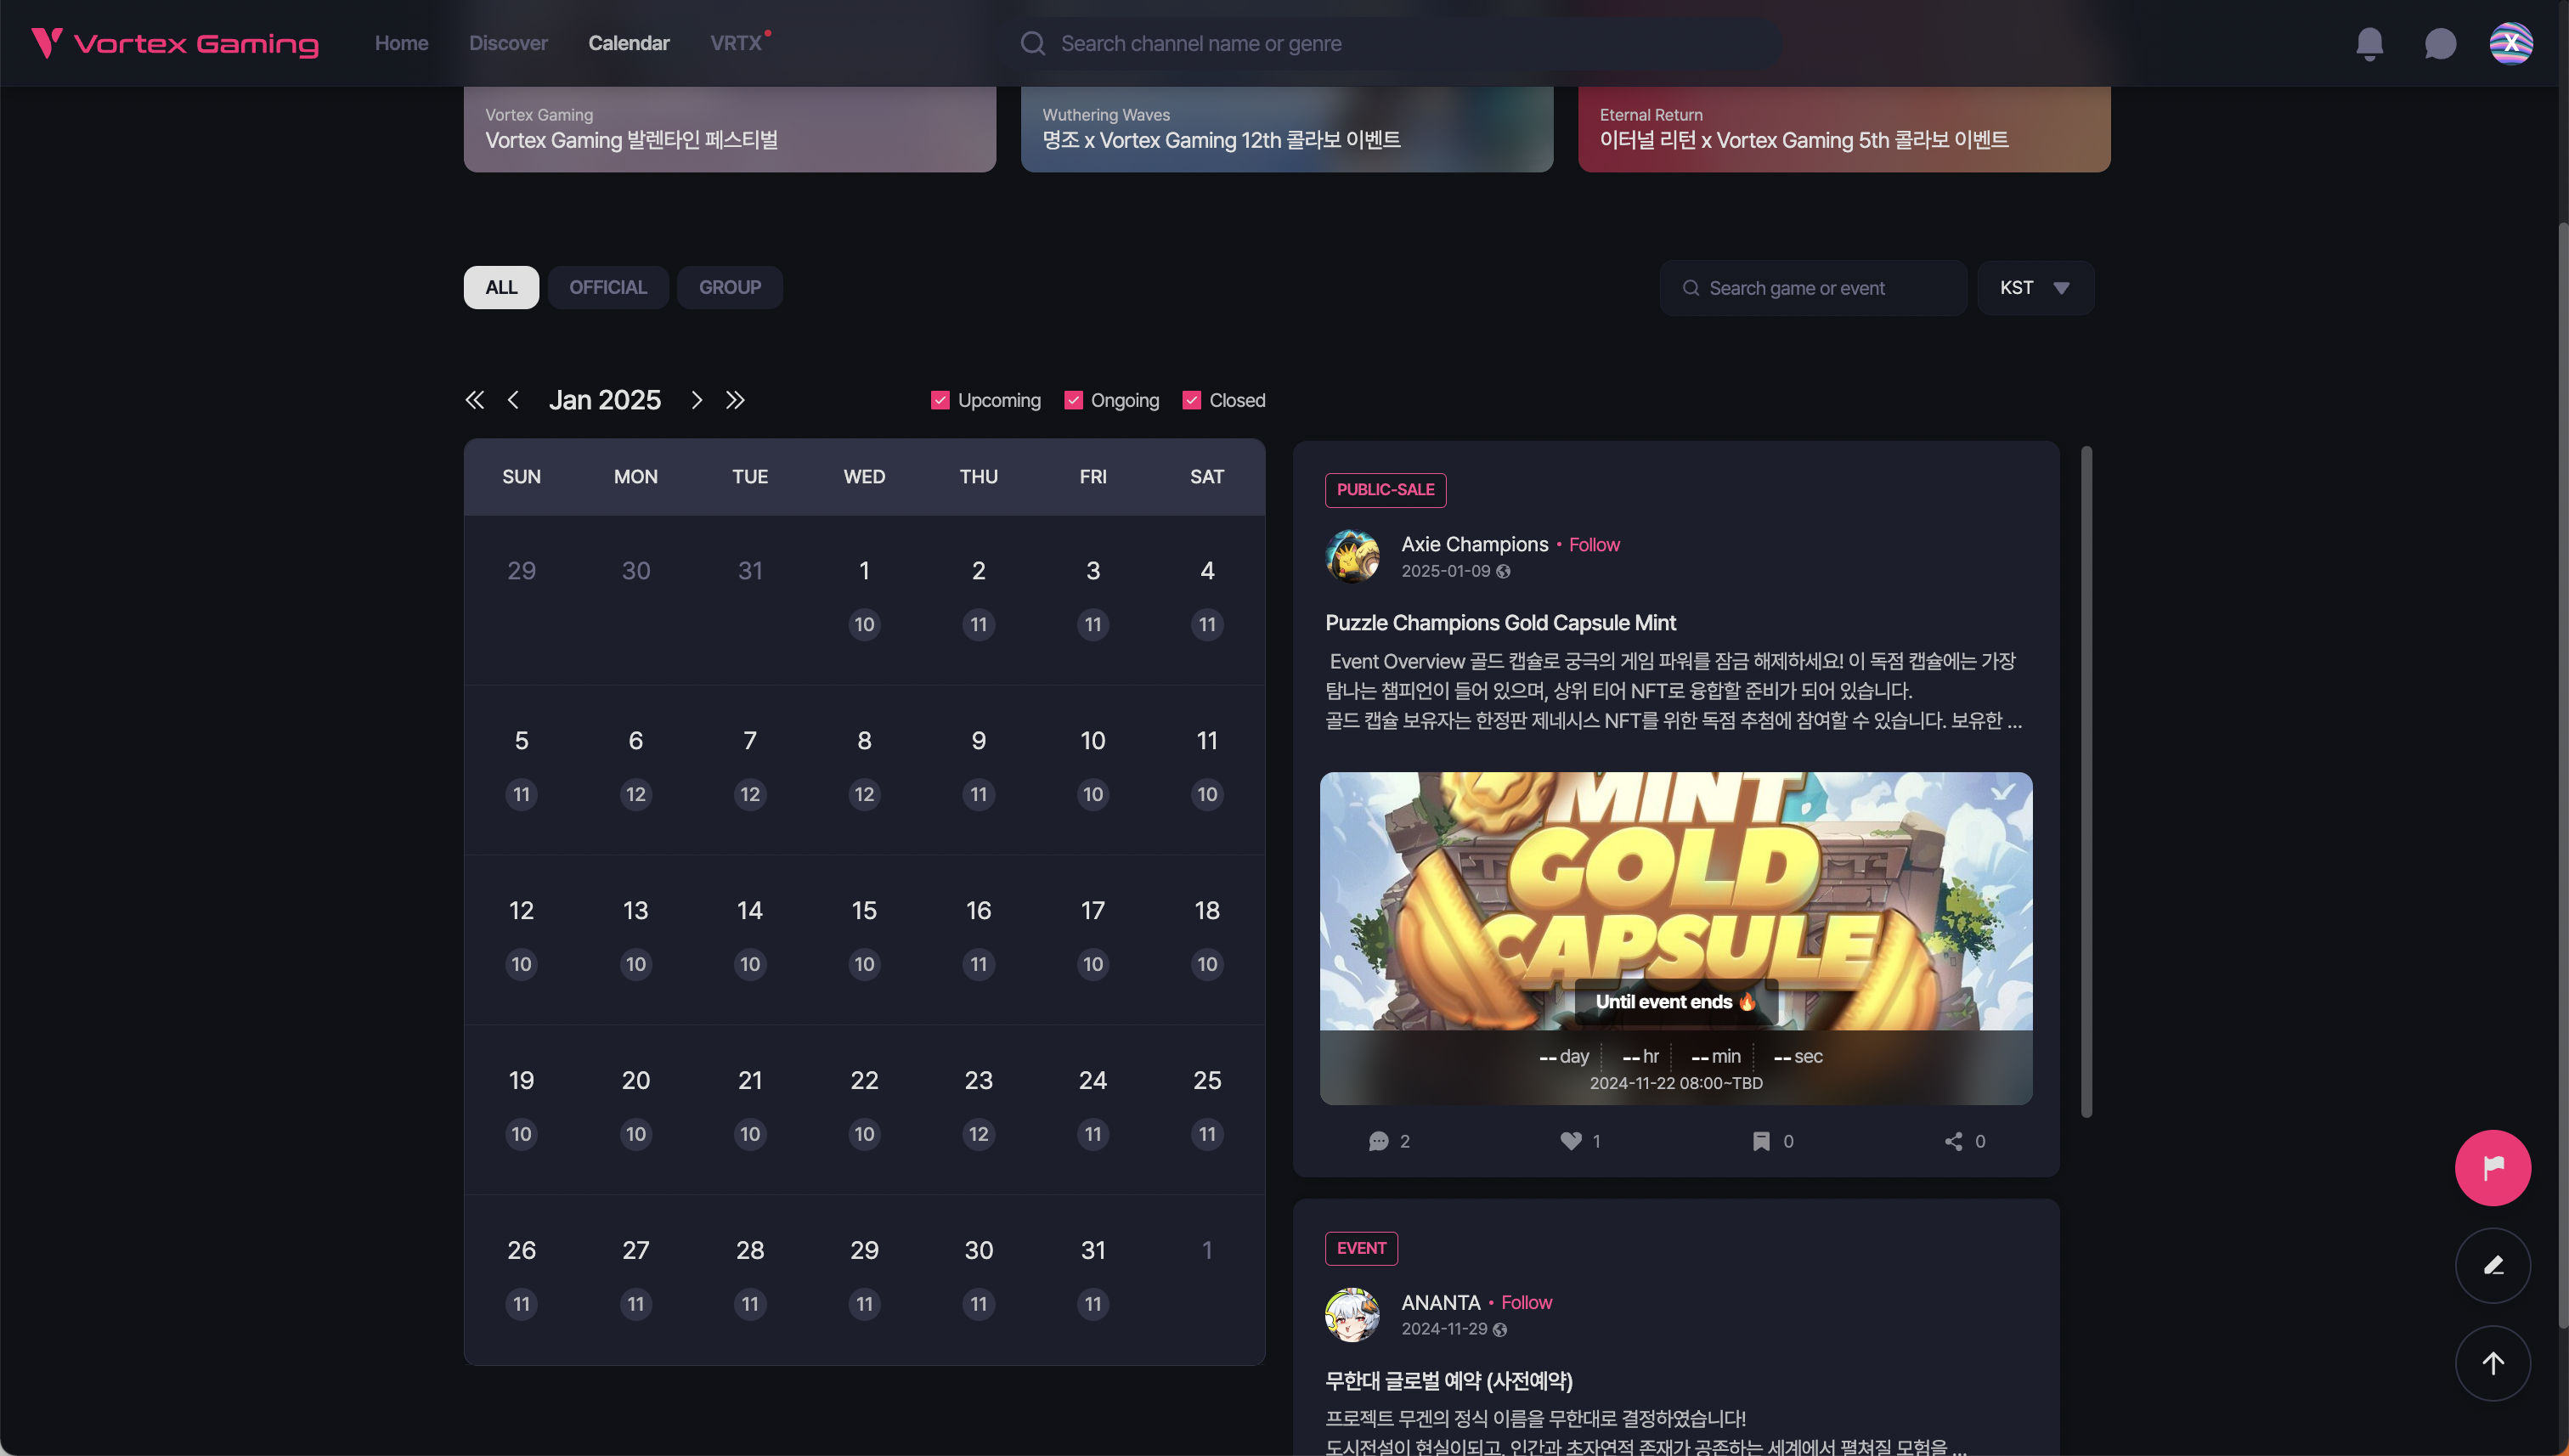 Vortex Gaming
Home
Discover
Calendar
VRTX
Search channel name or genre
X
Vortex Gaming
Vortex Gaming 발렌타인 페스티벌
Wuthering Waves
명조 x Vortex Gaming 12th 콜라보 이벤트
Eternal Return
이터널 리턴 x Vortex Gaming 5th 콜라보 이벤트
ALL
OFFICIAL
GROUP
Search game or event
KST
Jan 2025
Upcoming
Ongoing
Closed
SUN MON TUE WED THU FRI SAT
29 30 31 1 2 3 4
10 11 11 11
5 6 7 8 9 10 11
11 12 12 12 11 10 10
12 13 14 15 16 17 18
10 10 10 10 11 10 10
19 20 21 22 23 24 25
10 10 10 10 12 11 11
26 27 28 29 30 31 1
11 11 11 11 11 11
PUBLIC-SALE
Axie Champions • Follow
2025-01-09
Puzzle Champions Gold Capsule Mint
Event Overview 골드 캡슐로 궁극의 게임 파워를 잠금 해제하세요! 이 독점 캡슐에는 가장
탐나는 챔피언이 들어 있으며, 상위 티어 NFT로 융합할 준비가 되어 있습니다.
골드 캡슐 보유자는 한정판 제네시스 NFT를 위한 독점 추첨에 참여할 수 있습니다. 보유한 ...
MINT
GOLD
CAPSULE
Until event ends 🔥
--day --hr --min --sec
2024-11-22 08:00~TBD
2 1 0 0
EVENT
ANANTA • Follow
2024-11-29
무한대 글로벌 예약 (사전예약)
프로젝트 무겐의 정식 이름을 무한대로 결정하였습니다!
도시전설이 현실이되고, 인간과 초자연적 존재가 공존하는 세계에서 펼쳐질 모험을 ...